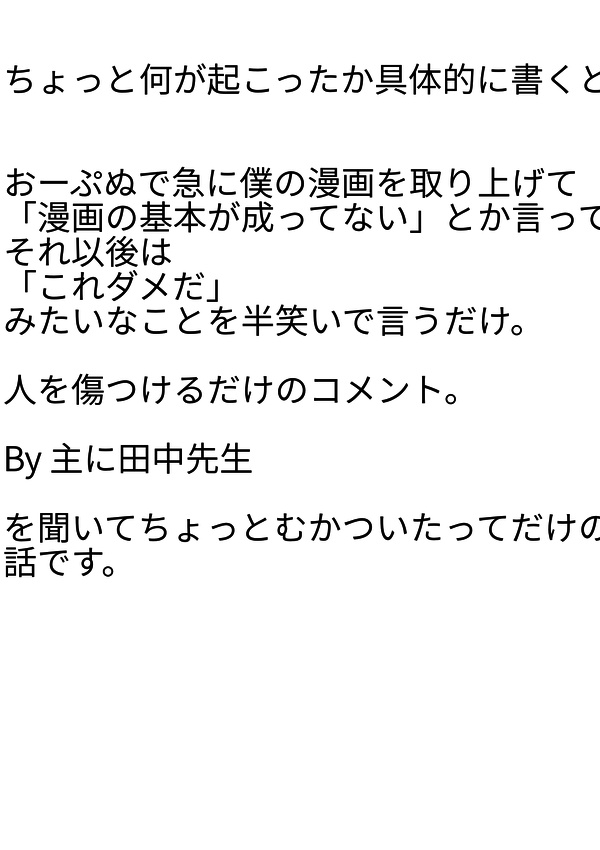 ちょっと何が起こったか具体的に書くと
おーぷぬで急に僕の漫画を取り上げて
「漫画の基本が成ってない」とか言って
それ以後は
「これダメだ」
みたいなことを半笑いで言うだけ。
人を傷つけるだけのコメント。
By 主に田中先生
を聞いてちょっとむかついたってだけの
話です。